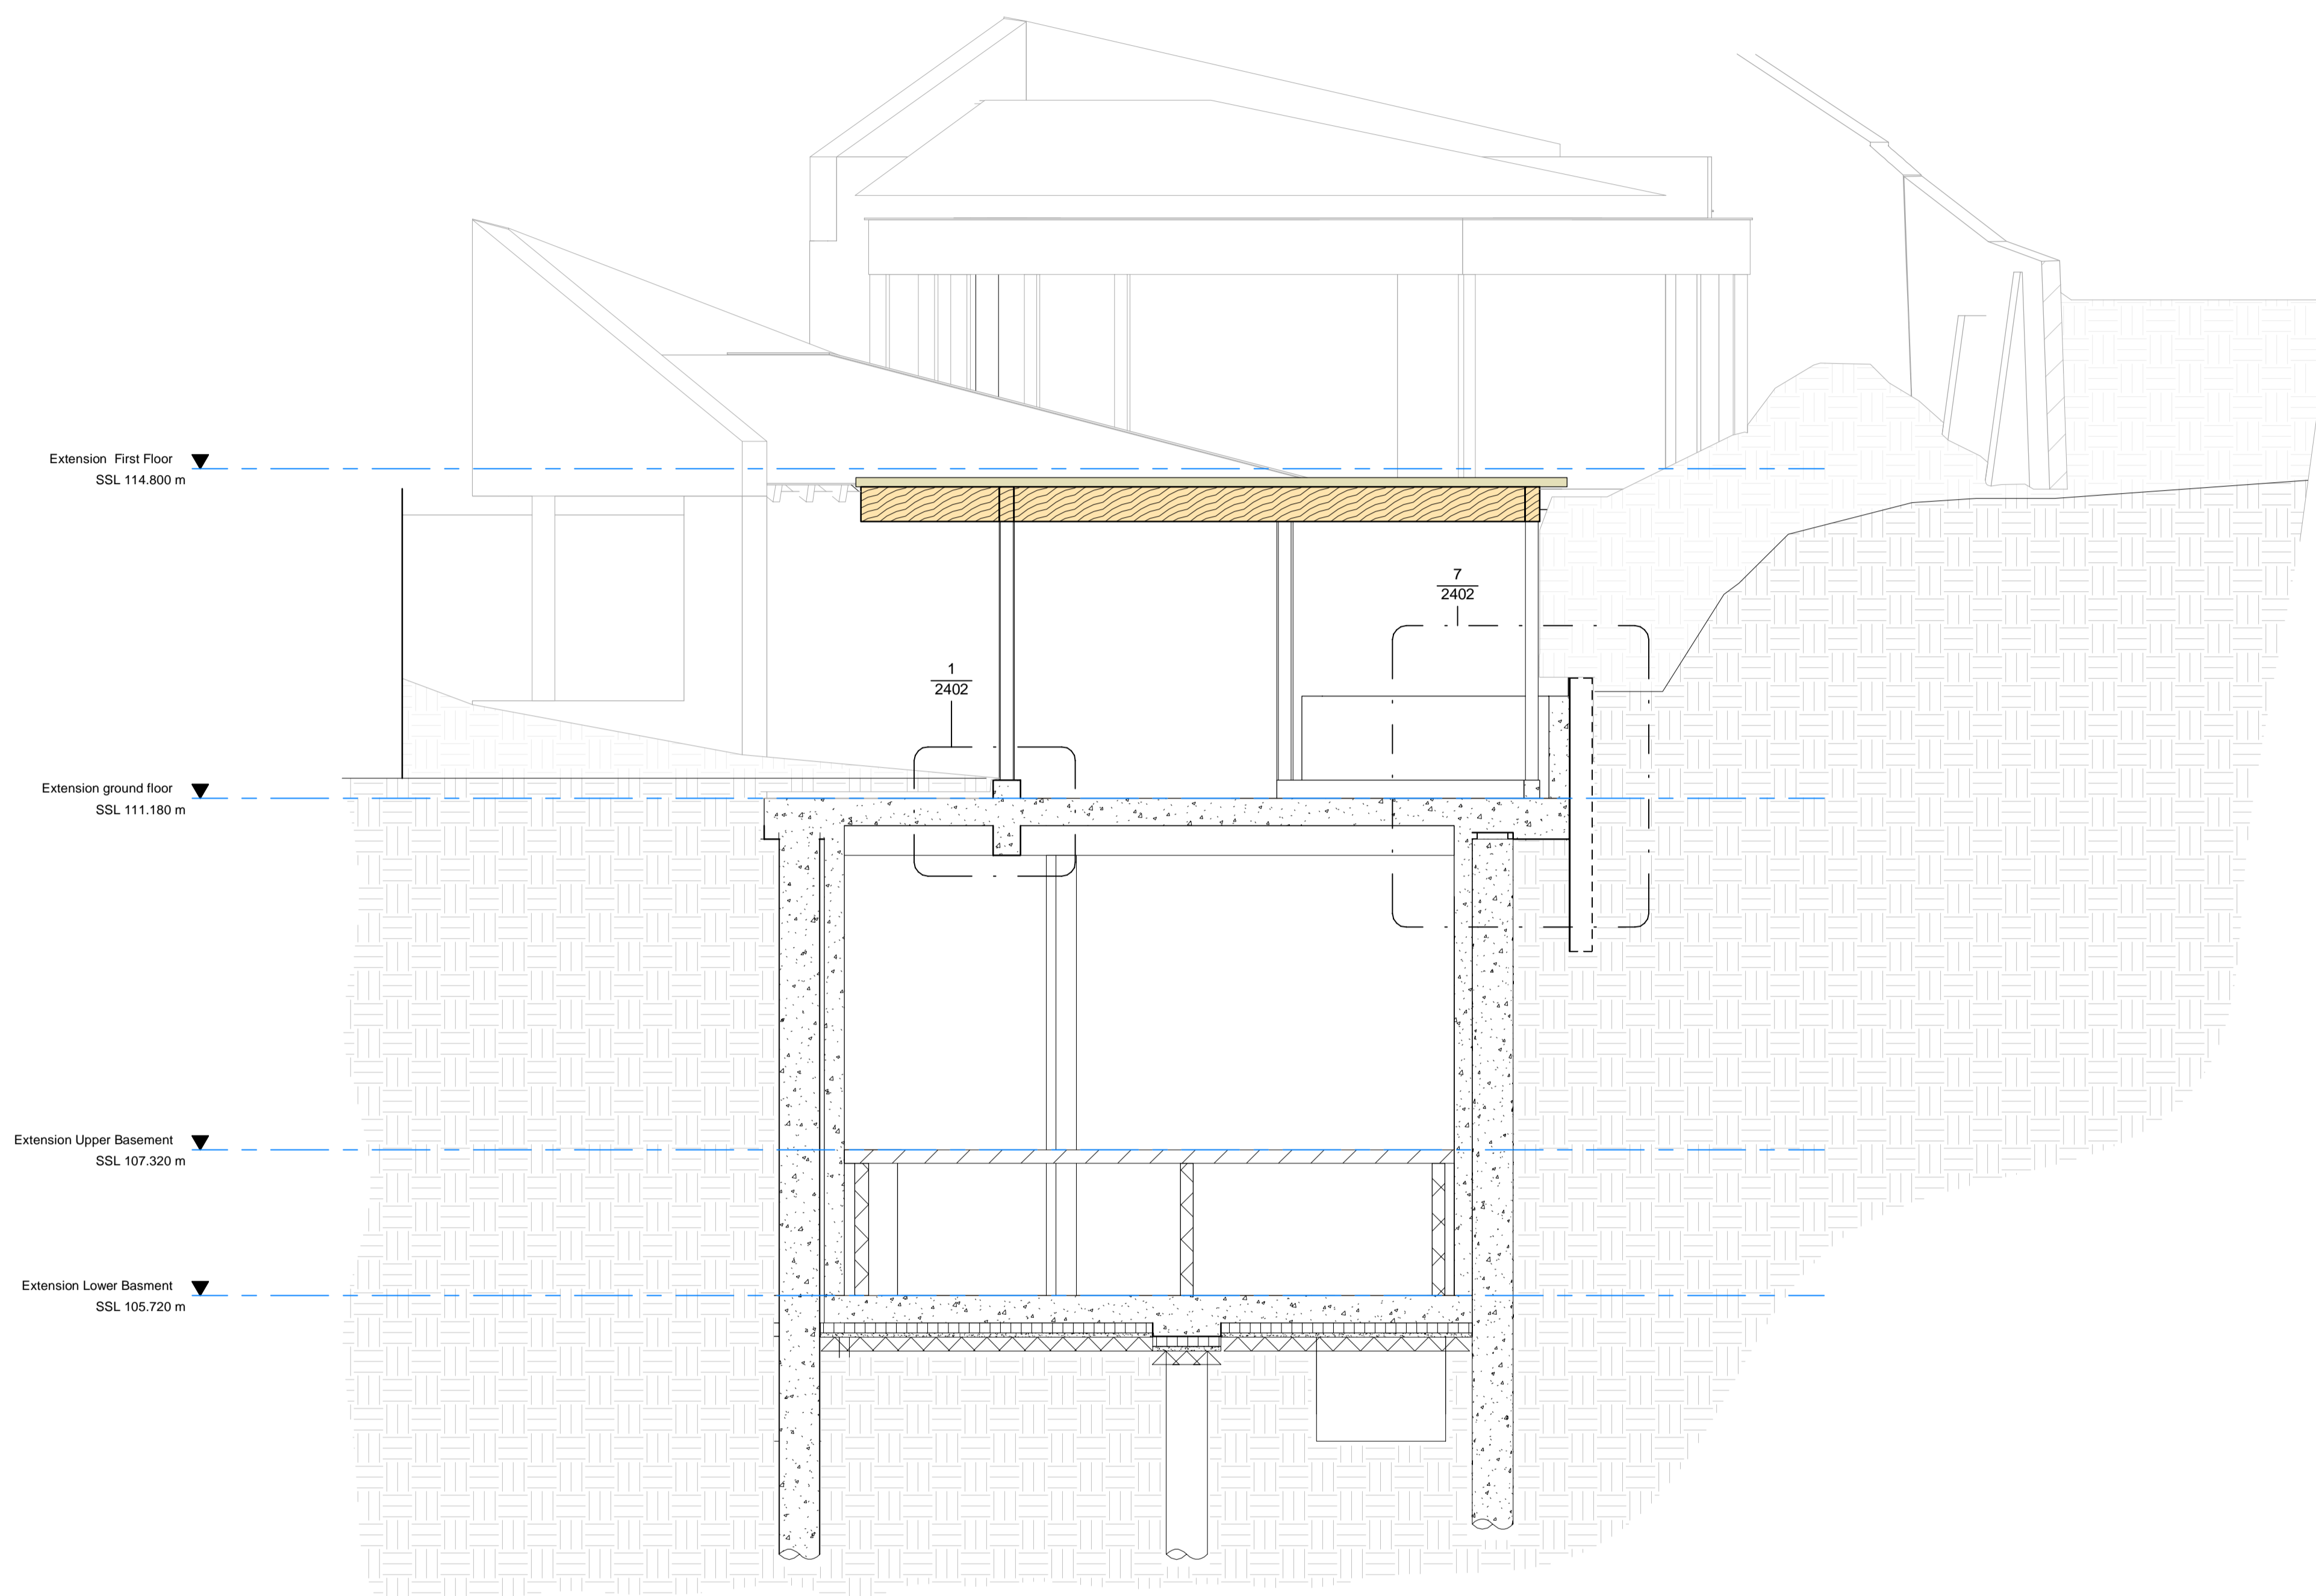 Extension  First Floor
SSL 114.800 m
7
2402
1
2402
Extension ground floor
SSL 111.180 m
Extension Upper Basement
SSL 107.320 m
Extension Lower Basment
SSL 105.720 m